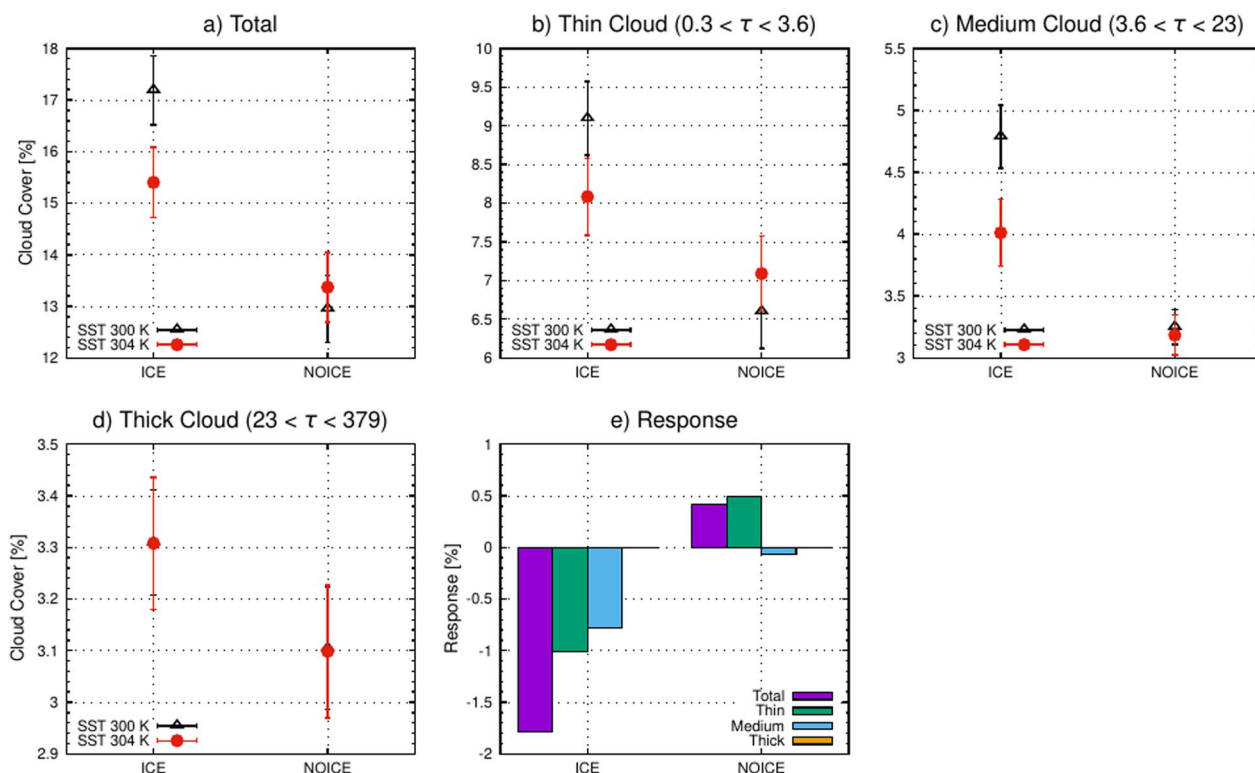 a) Total
18
17
16
15
14
13
12
Cloud Cover [%]
SST 300 K
SST 304 K
ICE
NOICE
b) Thin Cloud (0.3 < τ < 3.6)
10
9.5
9
8.5
8
7.5
7
6.5
6
SST 300 K
SST 304 K
ICE
NOICE
c) Medium Cloud (3.6 < τ < 23)
5.5
5
4.5
4
3.5
3
SST 300 K
SST 304 K
ICE
NOICE
d) Thick Cloud (23 < τ < 379)
3.5
3.4
3.3
3.2
3.1
3
2.9
Cloud Cover [%]
SST 300 K
SST 304 K
ICE
NOICE
e) Response
1
0.5
0
-0.5
-1
-1.5
-2
Response [%]
Total
Thin
Medium
Thick
ICE
NOICE